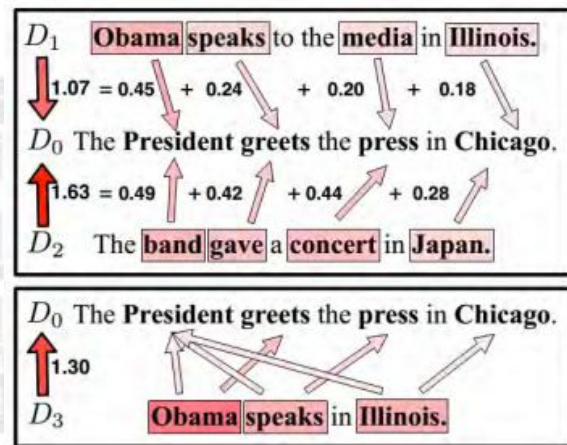 D₁ Obama speaks to the media in Illinois.
1.07 = 0.45 + 0.24 + 0.20 + 0.18
D₀ The President greets the press in Chicago.
1.63 = 0.49 + 0.42 + 0.44 + 0.28
D₂ The band gave a concert in Japan.
D₀ The President greets the press in Chicago.
1.30
D₃ Obama speaks in Illinois.